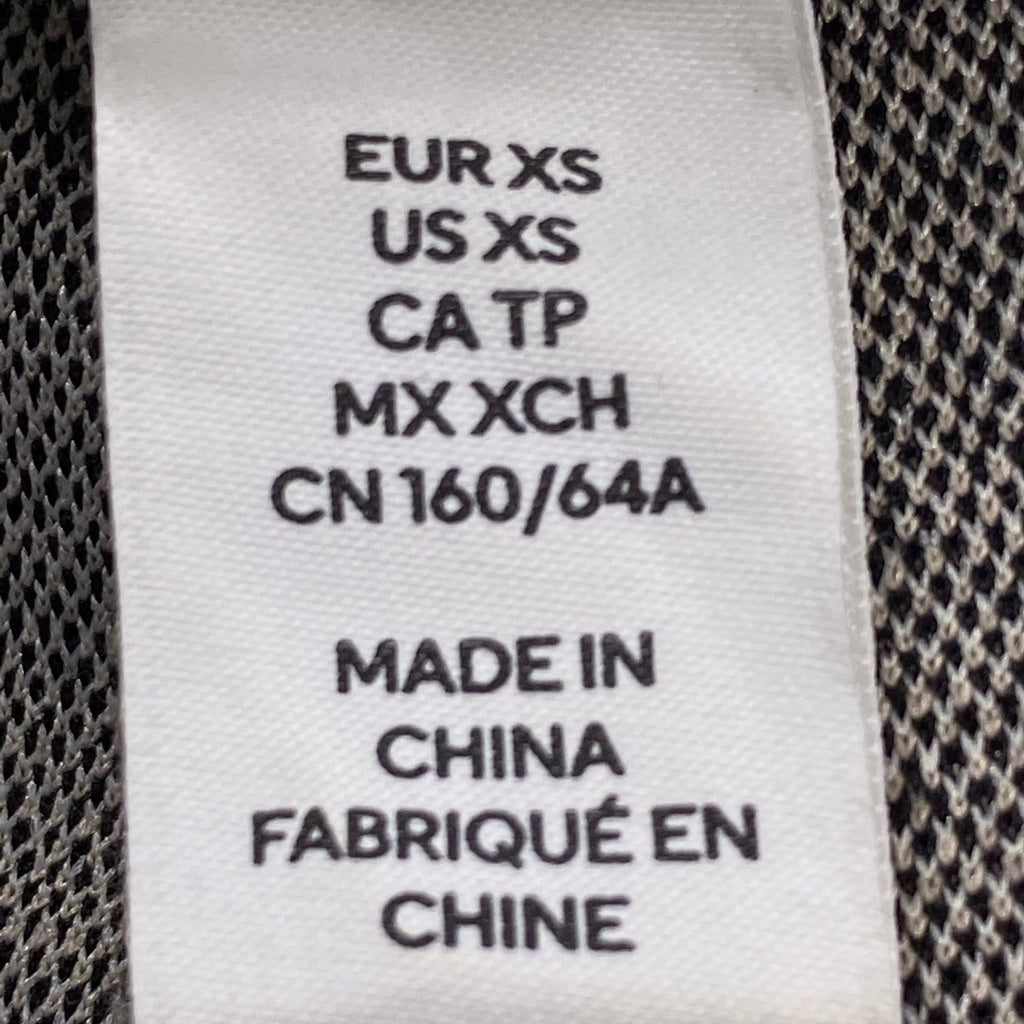 EUR XS
US XS
CA TP
MX XCH
CN 160/64A
MADE IN
CHINA
FABRIQUÉ EN
CHINE